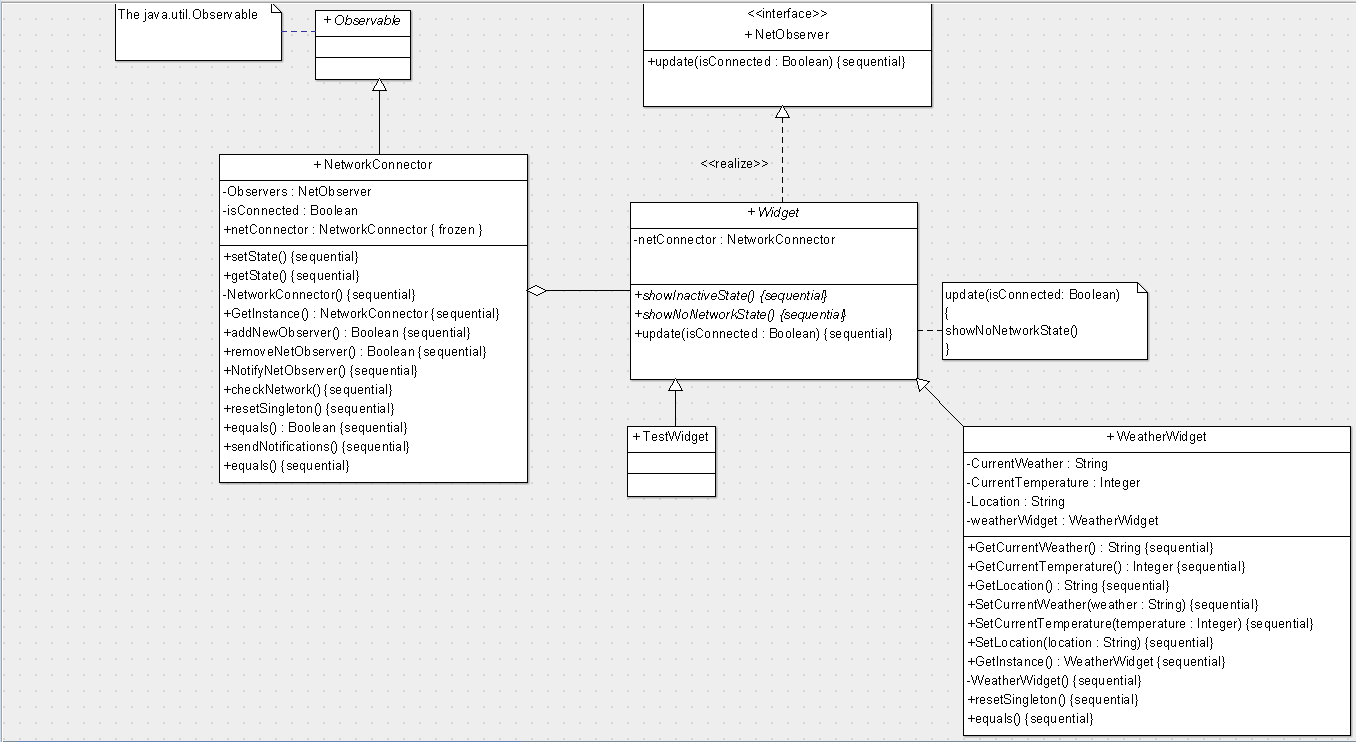 The java.util.Observable
+ Observable
<<interface>>
+ NetObserver
+update(isConnected : Boolean) {sequential}
<<realize>>
+ NetworkConnector
-Observers : NetObserver
-isConnected : Boolean
+netConnector : NetworkConnector { frozen }
+setState() {sequential}
+getState() {sequential}
-NetworkConnector() {sequential}
+GetInstance() : NetworkConnector {sequential}
+addNewObserver() : Boolean {sequential}
+removeNetObserver() : Boolean {sequential}
+NotifyNetObserver() {sequential}
+checkNetwork() {sequential}
+resetSingleton() {sequential}
+equals() : Boolean {sequential}
+sendNotifications() {sequential}
+equals() {sequential}
+ Widget
-netConnector : NetworkConnector
+showInactiveState() {sequential}
+showNoNetworkState() {sequential}
+update(isConnected : Boolean) {sequential}
update(isConnected: Boolean)
{
showNoNetworkState()
}
+ TestWidget
+ WeatherWidget
-CurrentWeather : String
-CurrentTemperature : Integer
-Location : String
-weatherWidget : WeatherWidget
+GetCurrentWeather() : String {sequential}
+GetCurrentTemperature() : Integer {sequential}
+GetLocation() : String {sequential}
+SetCurrentWeather(weather : String) {sequential}
+SetCurrentTemperature(temperature : Integer) {sequential}
+SetLocation(location : String) {sequential}
+GetInstance() : WeatherWidget {sequential}
-WeatherWidget() {sequential}
+resetSingleton() {sequential}
+equals() {sequential}